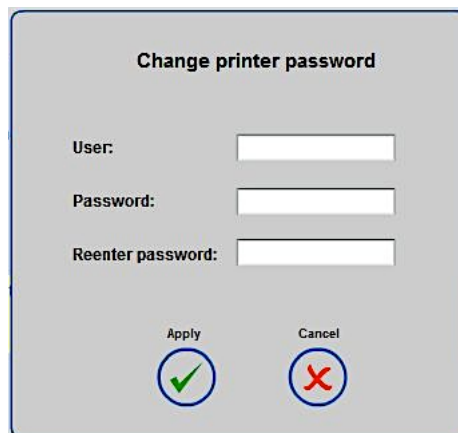 Change printer password
User:
Password:
Reenter password:
Apply Cancel